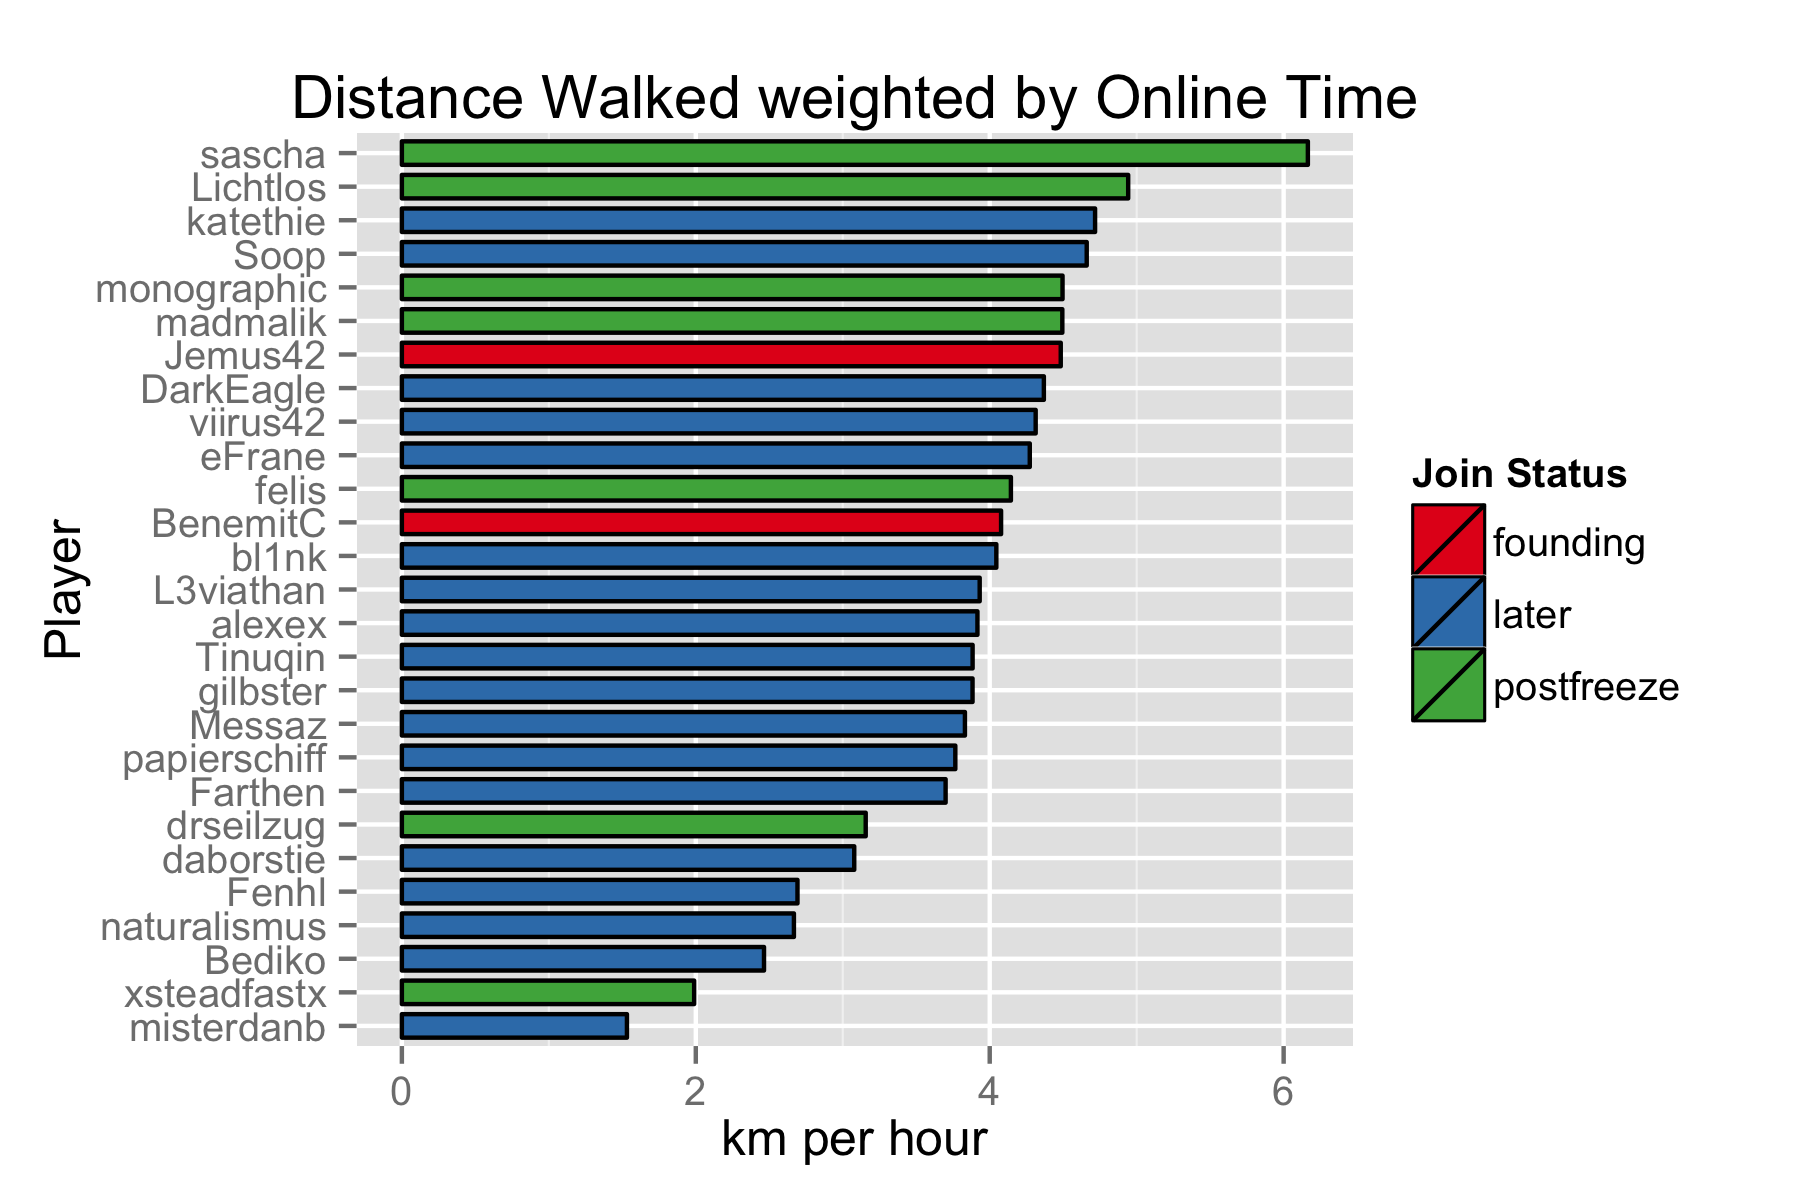 Distance Walked weighted by Online Time
Player
sascha
Lichtlos
katethie
Soop
monographic
madmalik
Jemus42
DarkEagle
viirus42
eFrane
felis
BenemitC
bl1nk
L3viathan
alexex
Tinuqin
gilbster
Messaz
papierschiff
Farthen
drseilzug
daborstie
Fenhl
naturalismus
Bediko
xsteadfastx
misterdanb
0 2 4 6
km per hour
Join Status
founding
later
postfreeze